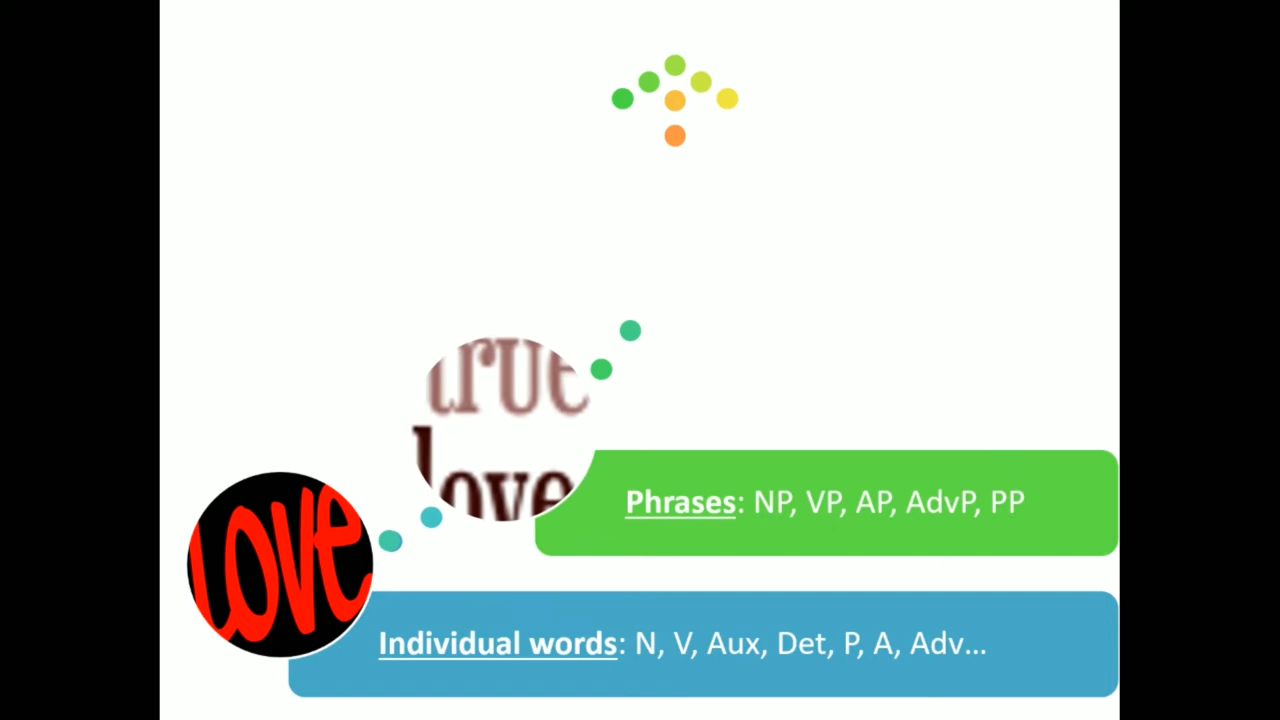 true
love
Phrases: NP, VP, AP, AdvP, PP
LOVE
Individual words: N, V, Aux, Det, P, A, Adv...